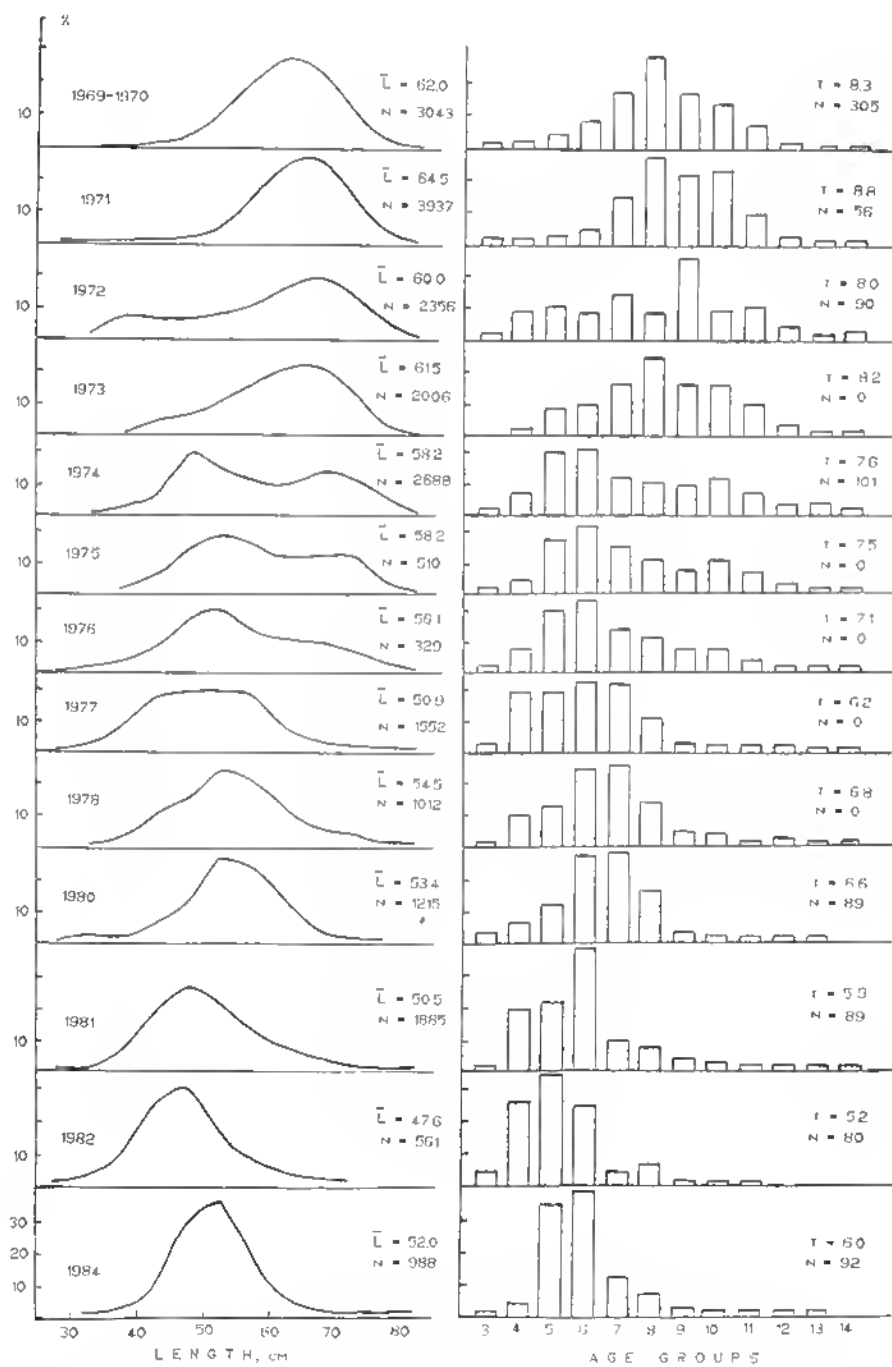 %
1969-1970 L̄ = 62.0 T = 8.3
10 N = 3043 N = 305
1971 L̄ = 64.5 T = 8.8
10 N = 3937 N = 56
1972 L̄ = 60.0 T = 8.0
10 N = 2356 N = 90
1973 L̄ = 61.5 T = 8.2
10 N = 2006 N = 0
1974 L̄ = 58.2 T = 7.6
10 N = 2688 N = 101
1975 L̄ = 58.2 T = 7.5
10 N = 510 N = 0
1976 L̄ = 56.1 T = 7.1
10 N = 329 N = 0
1977 L̄ = 50.9 T = 6.2
10 N = 1552 N = 0
1978 L̄ = 54.5 T = 6.8
10 N = 1012 N = 0
1980 L̄ = 53.4 T = 6.6
10 N = 1215 N = 89
1981 L̄ = 50.5
10 N = 1885 N = 89
1982 L̄ = 47.6 T = 5.2
10 N = 561 N = 80
30
20 L̄ = 52.0 T = 6.0
1984 N = 988 N = 92
10
30 50 60 70 80 3 4 5 6 7 8 9 10 11 12 13 14
LENGTH, CM AGE GROUPS